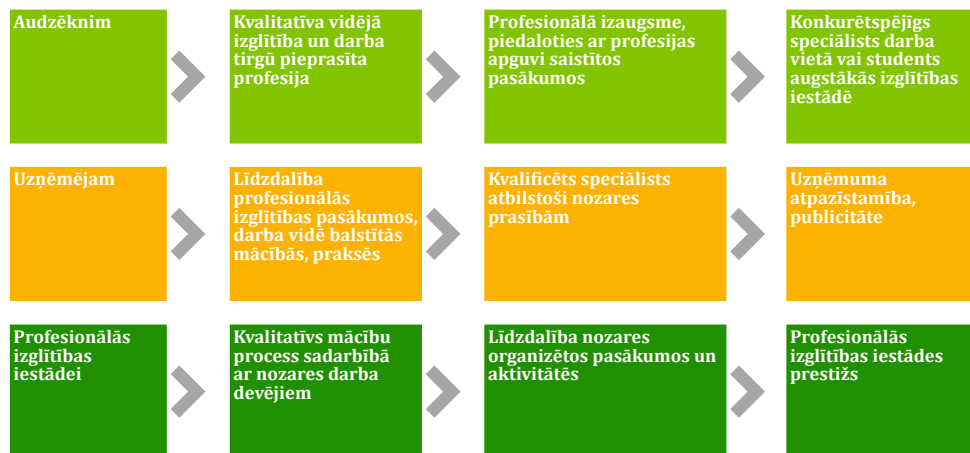 Audzēknim
Kvalitatīva vidējā
izglītība un darba
tirgū pieprasīta
profesija
Profesionālā izaugsme,
piedaloties ar profesijas
apguvi saistītos
pasākumos
Konkurētspējīgs
speciālists darba
vietā vai students
augstākās izglītības
iestādē
Uzņēmējam
Līdzdalība
profesionālās
izglītības pasākumos,
darba vidē balstītās
mācībās, praksēs
Kvalificēts speciālists
atbilstoši nozares
prasībām
Uzņēmuma
atpazīstamība,
publicitāte
Profesionālās
izglītības
iestādei
Kvalitatīvs mācību
process sadarbībā
ar nozares darba
devējiem
Līdzdalība nozares
organizētos pasākumos un
aktivitātēs
Profesionālās
izglītības iestādes
prestižs